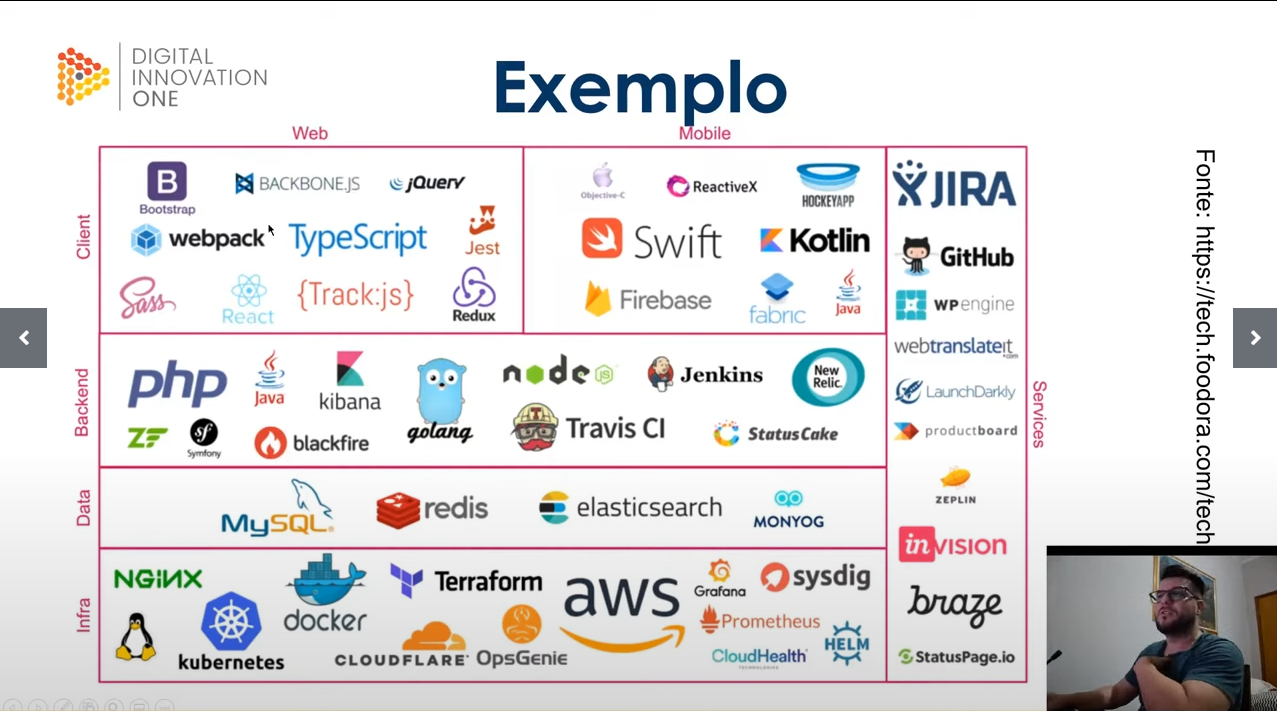 DIGITAL
INNOVATION
ONE
Exemplo
Web
Mobile
Client
B
Bootstrap
BACKBONE.JS
jQuery
webpack
TypeScript
Jest
Sass
React
{Track:js}
Redux
Objective-C
ReactiveX
HOCKEYAPP
Swift
Kotlin
Firebase
fabric
Java
Backend
php
Java
kibana
golang
node
JS
Jenkins
New
Relic.
ZF
sf
Symfony
blackfire
Travis CI
StatusCake
Data
MySQL
redis
elasticsearch
MONYOG
Infra
NGINX
kubernetes
docker
Terraform
CLOUDFLARE
OpsGenie
aws
Grafana
sysdig
Prometheus
CloudHealth
TECHNOLOGIES
HELM
Services
JIRA
GitHub
WPengine
webtranslateit
.com
LaunchDarkly
productboard
ZEPLIN
inVISION
braze
StatusPage.io
Fonte: https://tech.foodora.com/tech